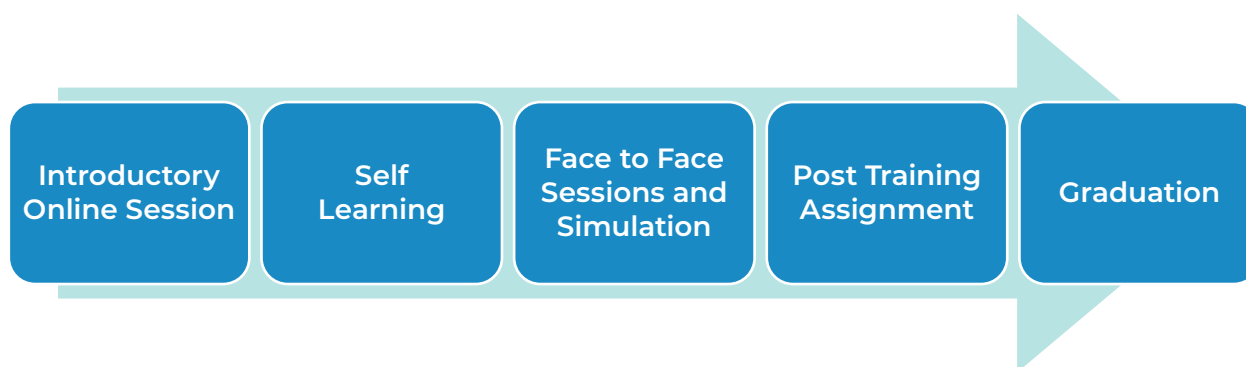 Introductory
Online Session
Self
Learning
Face to Face
Sessions and
Simulation
Post Training
Assignment
Graduation